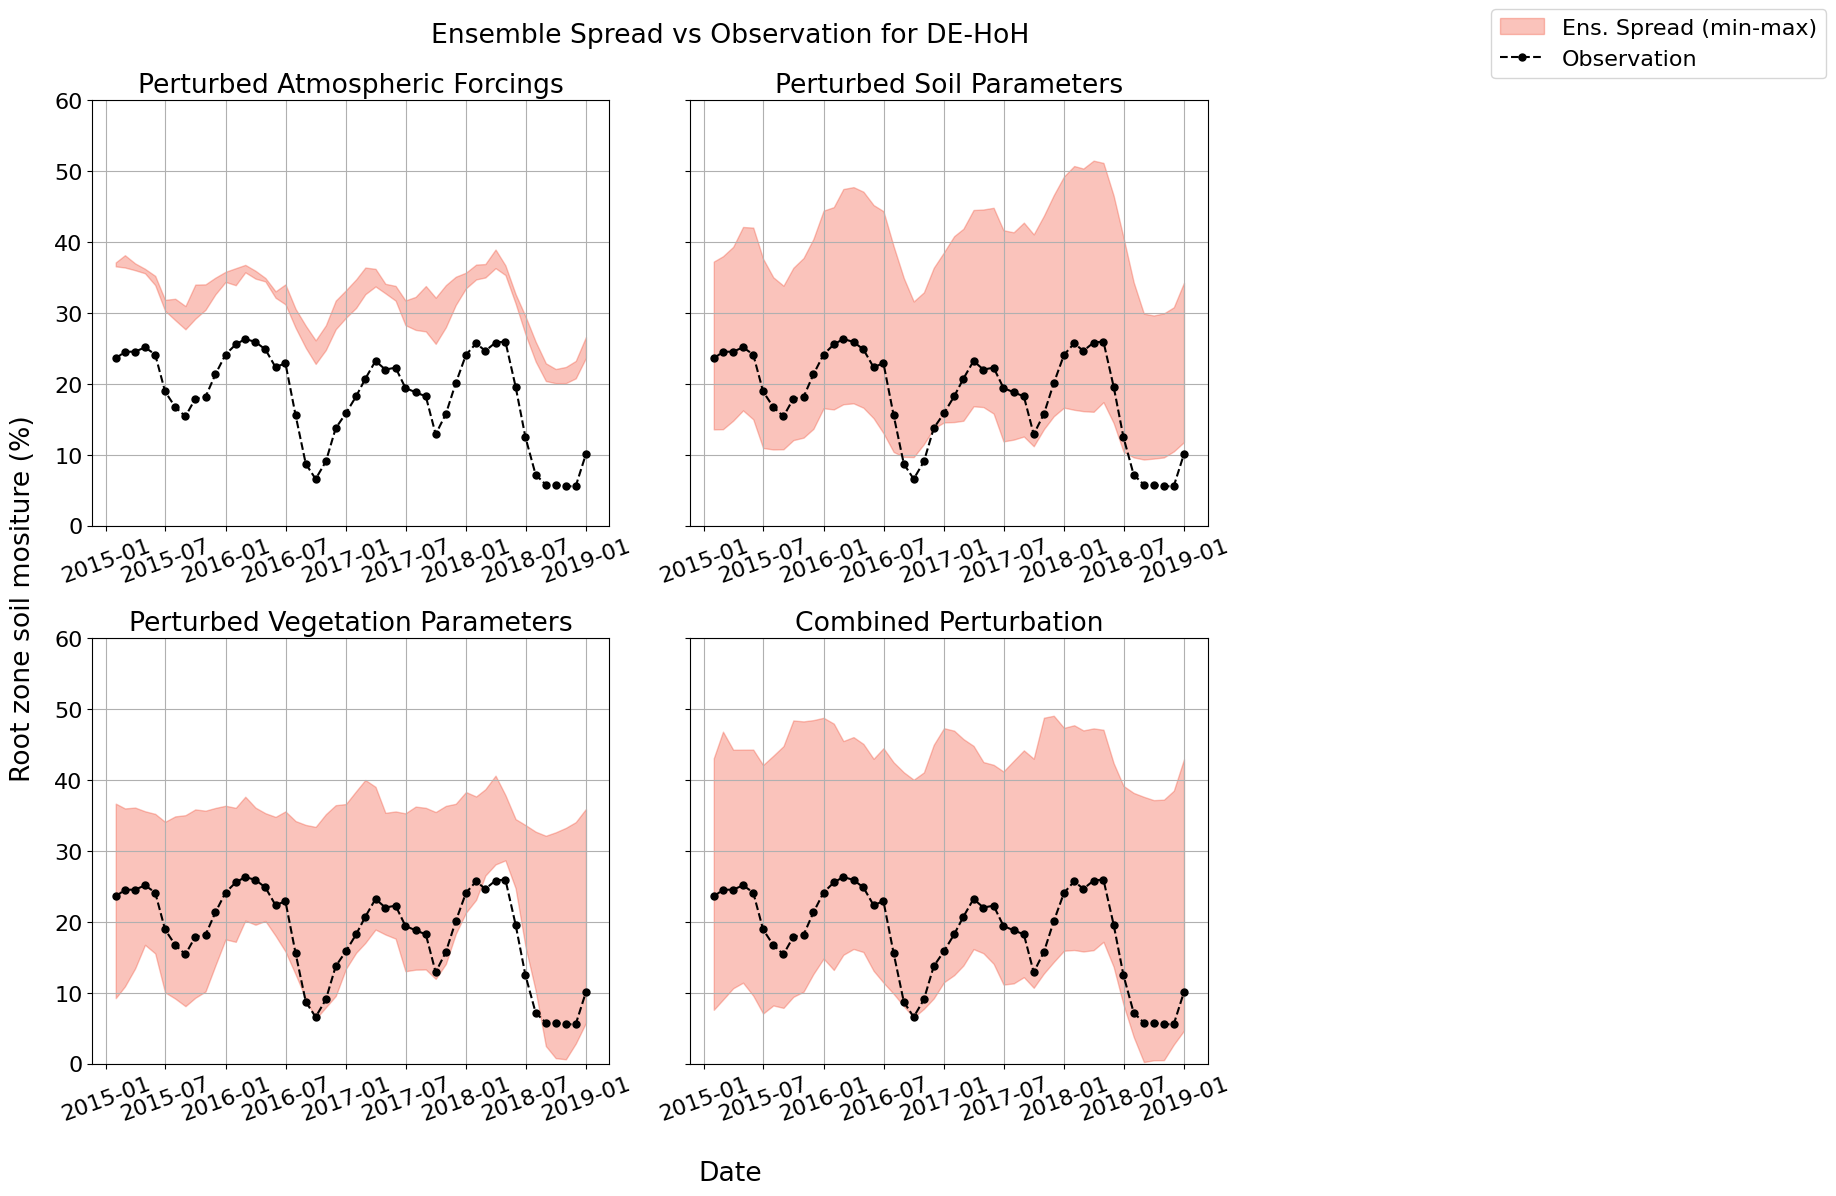 Ensemble Spread vs Observation for DE-HoH
Ens. Spread (min-max)
Observation
Perturbed Atmospheric Forcings
Perturbed Soil Parameters
60
50
40
30
20
10
0
2015-01 2015-07 2016-01 2016-07 2017-01 2017-07 2018-01 2018-07 2019-01
2015-01 2015-07 2016-01 2016-07 2017-01 2017-07 2018-01 2018-07 2019-01
Root zone soil mositure (%)
Perturbed Vegetation Parameters
Combined Perturbation
60
50
40
30
20
10
0
2015-01 2015-07 2016-01 2016-07 2017-01 2017-07 2018-01 2018-07 2019-01
2015-01 2015-07 2016-01 2016-07 2017-01 2017-07 2018-01 2018-07 2019-01
Date